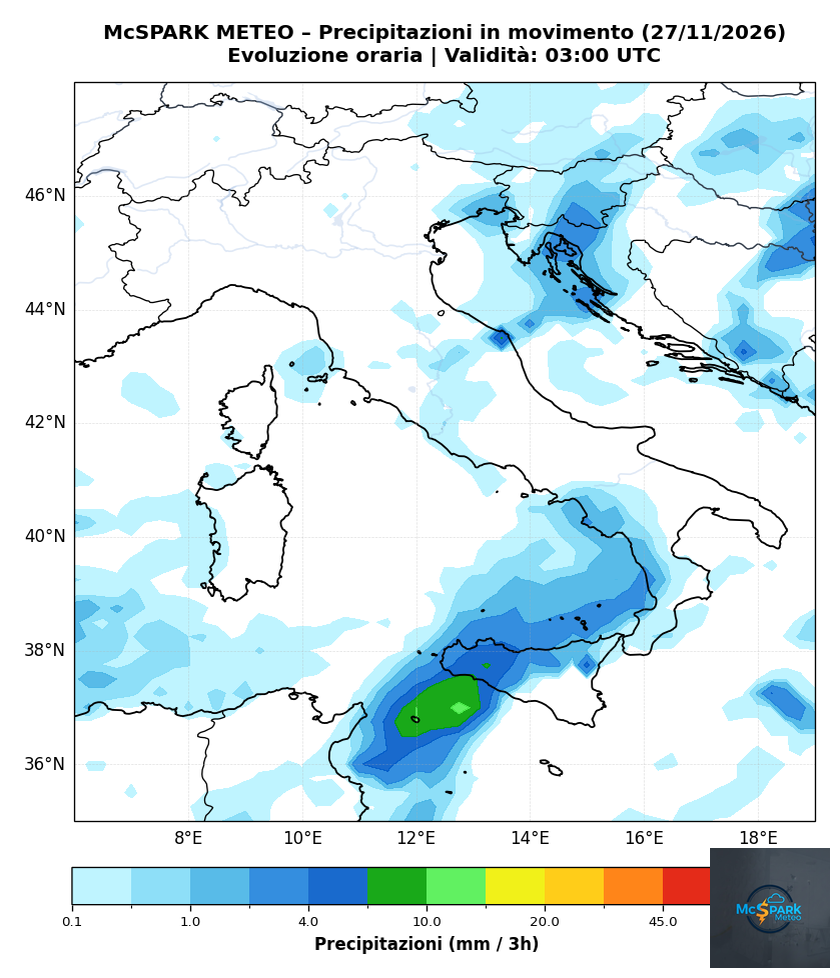 McSPARK METEO – Precipitazioni in movimento (27/11/2026)
Evoluzione oraria | Validità: 03:00 UTC
46°N
44°N
42°N
40°N
38°N
36°N
8°E 10°E 12°E 14°E 16°E 18°E
0.1 1.0 4.0 10.0 20.0 45.0
Precipitazioni (mm / 3h)
McSPARK
Meteo